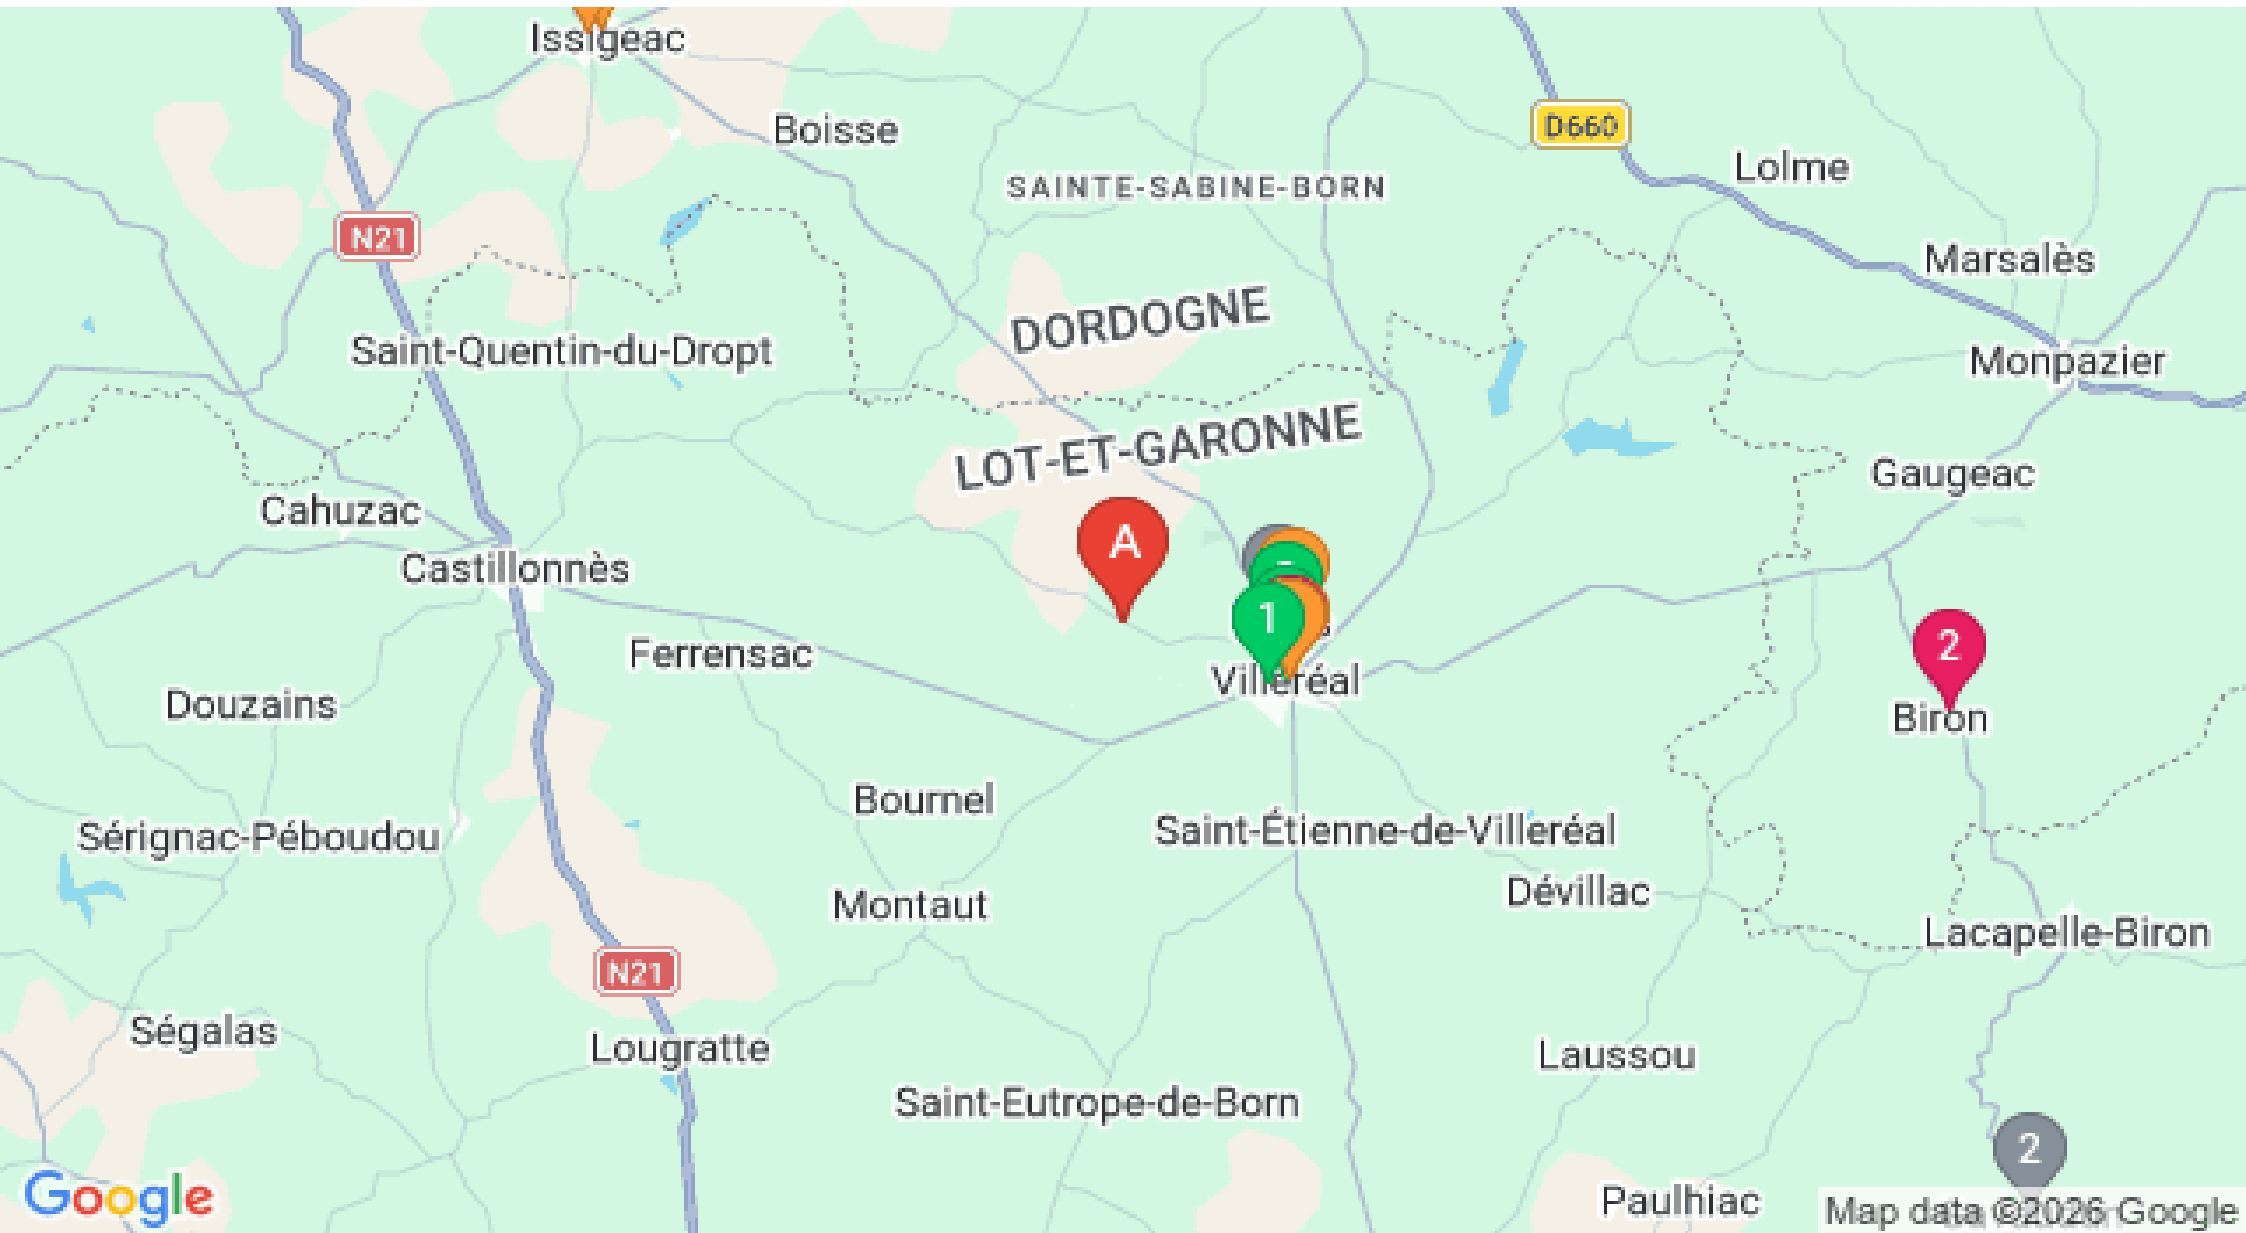 Issigeac
Boisse
D660
Lolme
SAINTE-SABINE-BORN
N21
Marsalès
DORDOGNE
Saint-Quentin-du-Dropt
Monpazier
LOT-ET-GARONNE
Gaugeac
Cahuzac
A
Castillonnès
1
2
Ferrensac
Villeréal
Douzains
Biron
Bournel
Saint-Étienne-de-Villeréal
Sérignac-Péboudou
Dévillac
Montaut
Lacapelle-Biron
N21
Ségalas
Lougratte
Laussou
Saint-Eutrope-de-Born
2
Paulhiac
Google
Map data ©2026 Google